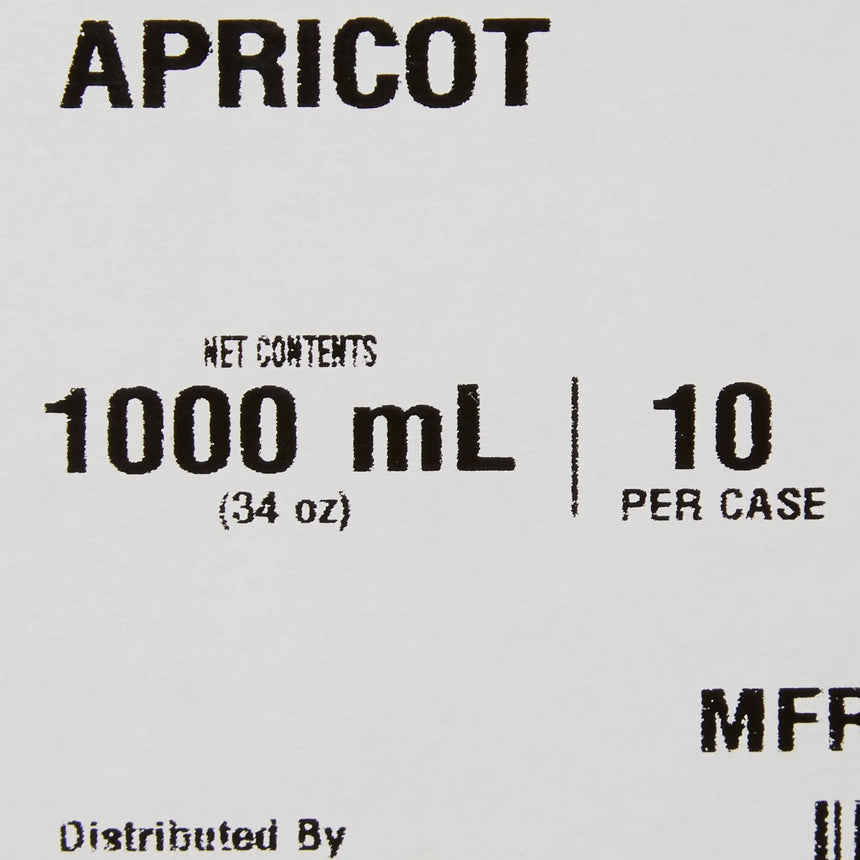 APRICOT
NET CONTENTS
1000 mL | 10
(34 oz) PER CASE
Distributed By